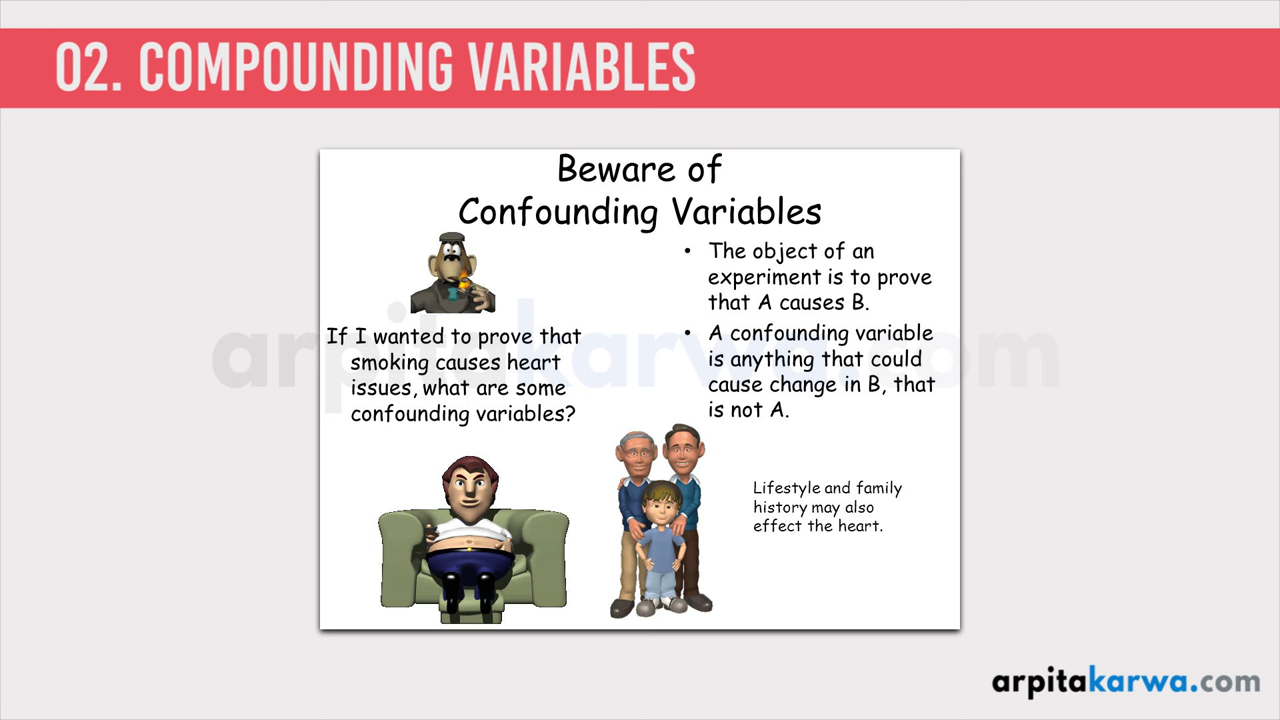 02. COMPOUNDING VARIABLES
Beware of
Confounding Variables
If I wanted to prove that
smoking causes heart
issues, what are some
confounding variables?
• The object of an
experiment is to prove
that A causes B.
• A confounding variable
is anything that could
cause change in B, that
is not A.
Lifestyle and family
history may also
effect the heart.
arpitakarwa.com
arpitakarwa.com